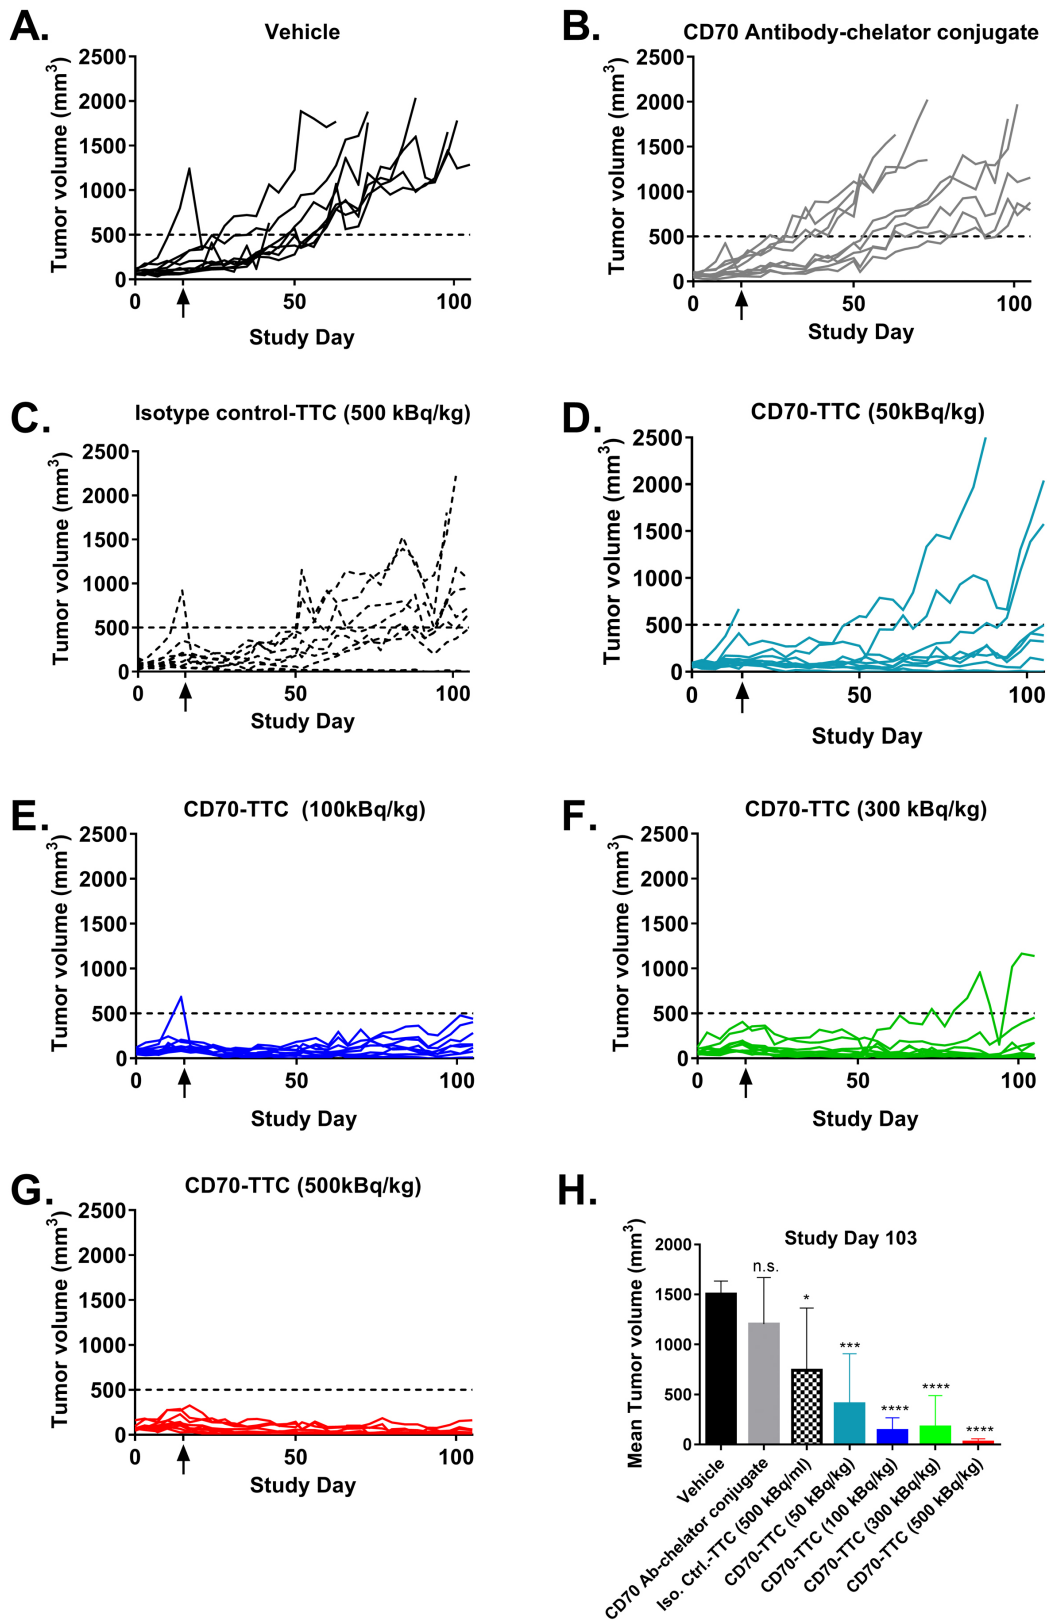 A.
Vehicle
Tumor volume (mm³)
2500
2000
1500
1000
500
0
0 50 100
Study Day
B.
CD70 Antibody-chelator conjugate
Tumor volume (mm³)
2500
2000
1500
1000
500
0
0 50 100
Study Day
C.
Isotype control-TTC (500 kBq/kg)
Tumor volume (mm³)
2500
2000
1500
1000
500
0
0 50 100
Study Day
D.
CD70-TTC (50kBq/kg)
Tumor volume (mm³)
2500
2000
1500
1000
500
0
0 50 100
Study Day
E.
CD70-TTC (100kBq/kg)
Tumor volume (mm³)
2500
2000
1500
1000
500
0
0 50 100
Study Day
F.
CD70-TTC (300 kBq/kg)
Tumor volume (mm³)
2500
2000
1500
1000
500
0
0 50 100
Study Day
G.
CD70-TTC (500kBq/kg)
Tumor volume (mm³)
2500
2000
1500
1000
500
0
0 50 100
Study Day
H.
Study Day 103
Mean Tumor volume (mm³)
2000
1500
1000
500
0
n.s.
*
***
****
****
****
Vehicle
CD70 Ab-chelator conjugate
Iso. Ctrl.-TTC (500 kBq/ml)
CD70-TTC (50 kBq/kg)
CD70-TTC (100 kBq/kg)
CD70-TTC (300 kBq/kg)
CD70-TTC (500 kBq/kg)